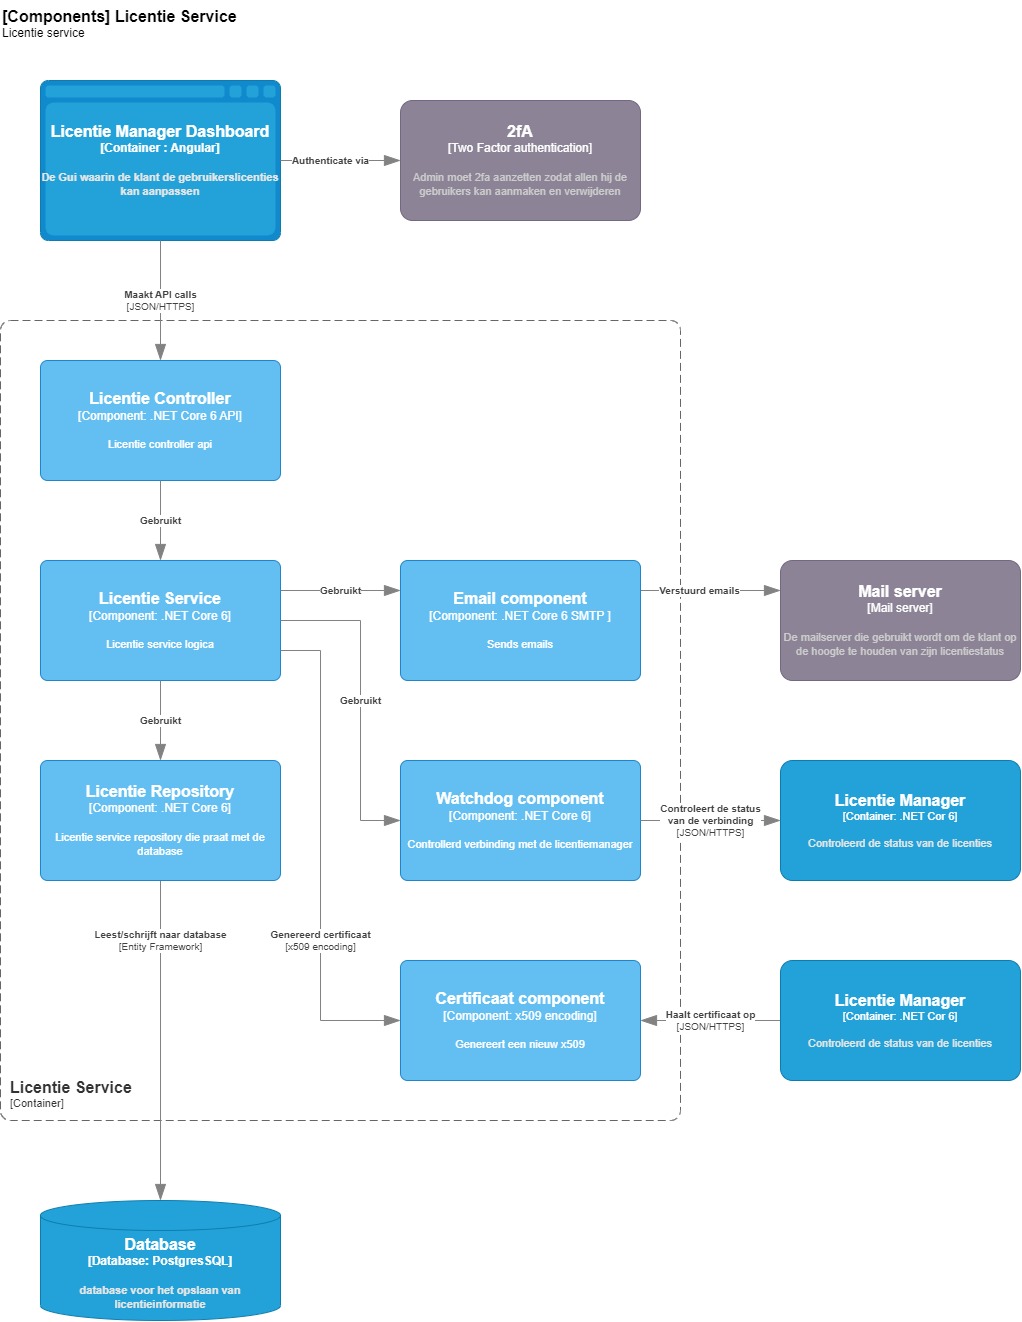 [Components] Licentie Service
Licentie service
Licentie Manager Dashboard
[Container : Angular]
De Gui waarin de klant de gebruikerslicenties
kan aanpassen
Authenticate via
2fA
[Two Factor authentication]
Admin moet 2fa aanzetten zodat allen hij de
gebruikers kan aanmaken en verwijderen
Maakt API calls
[JSON/HTTPS]
Licentie Controller
[Component: .NET Core 6 API]
Licentie controller api
Gebruikt
Licentie Service
[Component: .NET Core 6]
Licentie service logica
Gebruikt
Email component
[Component: .NET Core 6 SMTP ]
Sends emails
Verstuurd emails
Mail server
[Mail server]
De mailserver die gebruikt wordt om de klant op
de hoogte te houden van zijn licentiestatus
Gebruikt
Gebruikt
Licentie Repository
[Component: .NET Core 6]
Licentie service repository die praat met de
database
Watchdog component
[Component: .NET Core 6]
Controllerd verbinding met de licentiemanager
Controleert de status
van de verbinding
[JSON/HTTPS]
Licentie Manager
[Container: .NET Cor 6]
Controleerd de status van de licenties
Leest/schrijft naar database
[Entity Framework]
Genereerd certificaat
[x509 encoding]
Certificaat component
[Component: x509 encoding]
Genereert een nieuw x509
Haalt certificaat op
[JSON/HTTPS]
Licentie Manager
[Container: .NET Cor 6]
Controleerd de status van de licenties
Licentie Service
[Container]
Database
[Database: PostgresSQL]
database voor het opslaan van
licentieinformatie